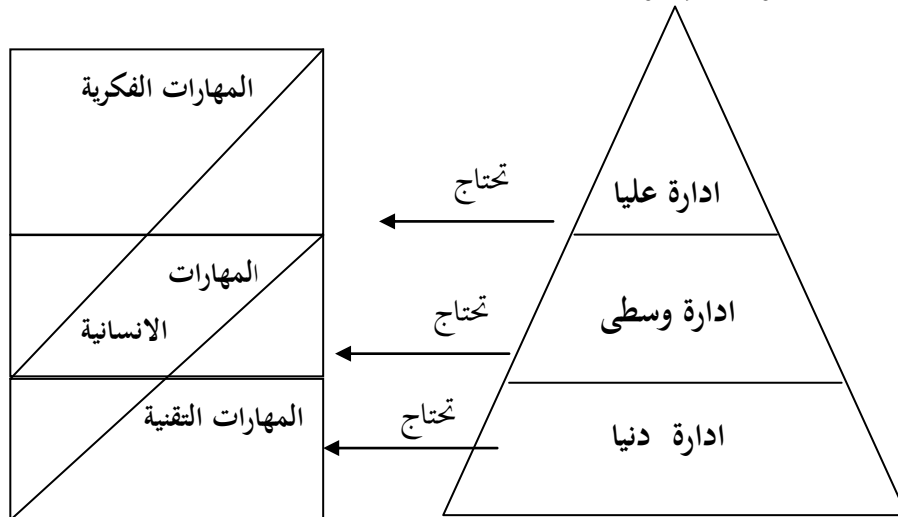 المهارات الفكرية
تحتاج
ادارة عليا
المهارات
الانسانية
تحتاج
ادارة وسطى
المهارات التقنية
تحتاج
ادارة دنيا